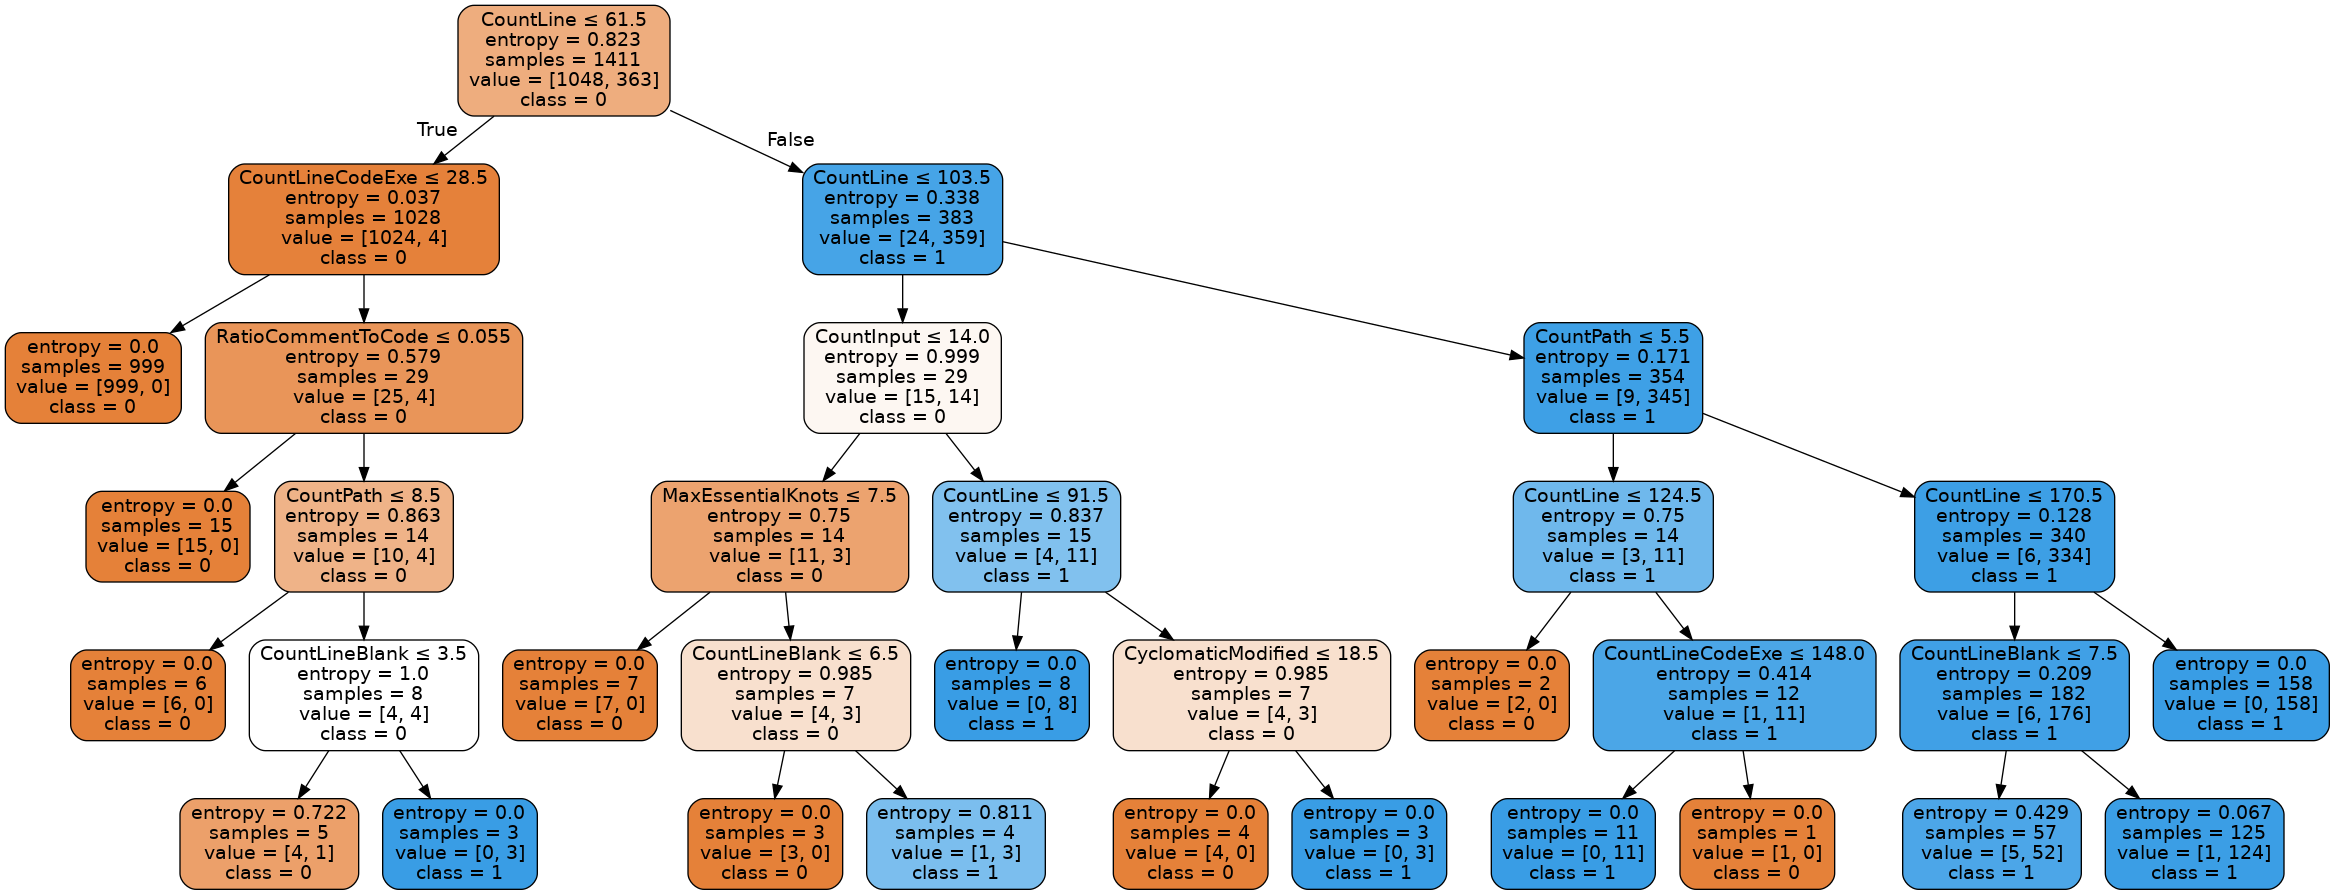 CountLine ≤ 61.5
entropy = 0.823
samples = 1411
value = [1048, 363]
class = 0
True
False
CountLineCodeExe ≤ 28.5
entropy = 0.037
samples = 1028
value = [1024, 4]
class = 0
CountLine ≤ 103.5
entropy = 0.338
samples = 383
value = [24, 359]
class = 1
entropy = 0.0
samples = 999
value = [999, 0]
class = 0
RatioCommentToCode ≤ 0.055
entropy = 0.579
samples = 29
value = [25, 4]
class = 0
CountInput ≤ 14.0
entropy = 0.999
samples = 29
value = [15, 14]
class = 0
CountPath ≤ 5.5
entropy = 0.171
samples = 354
value = [9, 345]
class = 1
entropy = 0.0
samples = 15
value = [15, 0]
class = 0
CountPath ≤ 8.5
entropy = 0.863
samples = 14
value = [10, 4]
class = 0
MaxEssentialKnots ≤ 7.5
entropy = 0.75
samples = 14
value = [11, 3]
class = 0
CountLine ≤ 91.5
entropy = 0.837
samples = 15
value = [4, 11]
class = 1
CountLine ≤ 124.5
entropy = 0.75
samples = 14
value = [3, 11]
class = 1
CountLine ≤ 170.5
entropy = 0.128
samples = 340
value = [6, 334]
class = 1
entropy = 0.0
samples = 6
value = [6, 0]
class = 0
CountLineBlank ≤ 3.5
entropy = 1.0
samples = 8
value = [4, 4]
class = 0
entropy = 0.0
samples = 7
value = [7, 0]
class = 0
CountLineBlank ≤ 6.5
entropy = 0.985
samples = 7
value = [4, 3]
class = 0
entropy = 0.0
samples = 8
value = [0, 8]
class = 1
CyclomaticModified ≤ 18.5
entropy = 0.985
samples = 7
value = [4, 3]
class = 0
entropy = 0.0
samples = 2
value = [2, 0]
class = 0
CountLineCodeExe ≤ 148.0
entropy = 0.414
samples = 12
value = [1, 11]
class = 1
CountLineBlank ≤ 7.5
entropy = 0.209
samples = 182
value = [6, 176]
class = 1
entropy = 0.0
samples = 158
value = [0, 158]
class = 1
entropy = 0.722
samples = 5
value = [4, 1]
class = 0
entropy = 0.0
samples = 3
value = [0, 3]
class = 1
entropy = 0.0
samples = 3
value = [3, 0]
class = 0
entropy = 0.811
samples = 4
value = [1, 3]
class = 1
entropy = 0.0
samples = 4
value = [4, 0]
class = 0
entropy = 0.0
samples = 3
value = [0, 3]
class = 1
entropy = 0.0
samples = 11
value = [0, 11]
class = 1
entropy = 0.0
samples = 1
value = [1, 0]
class = 0
entropy = 0.429
samples = 57
value = [5, 52]
class = 1
entropy = 0.067
samples = 125
value = [1, 124]
class = 1